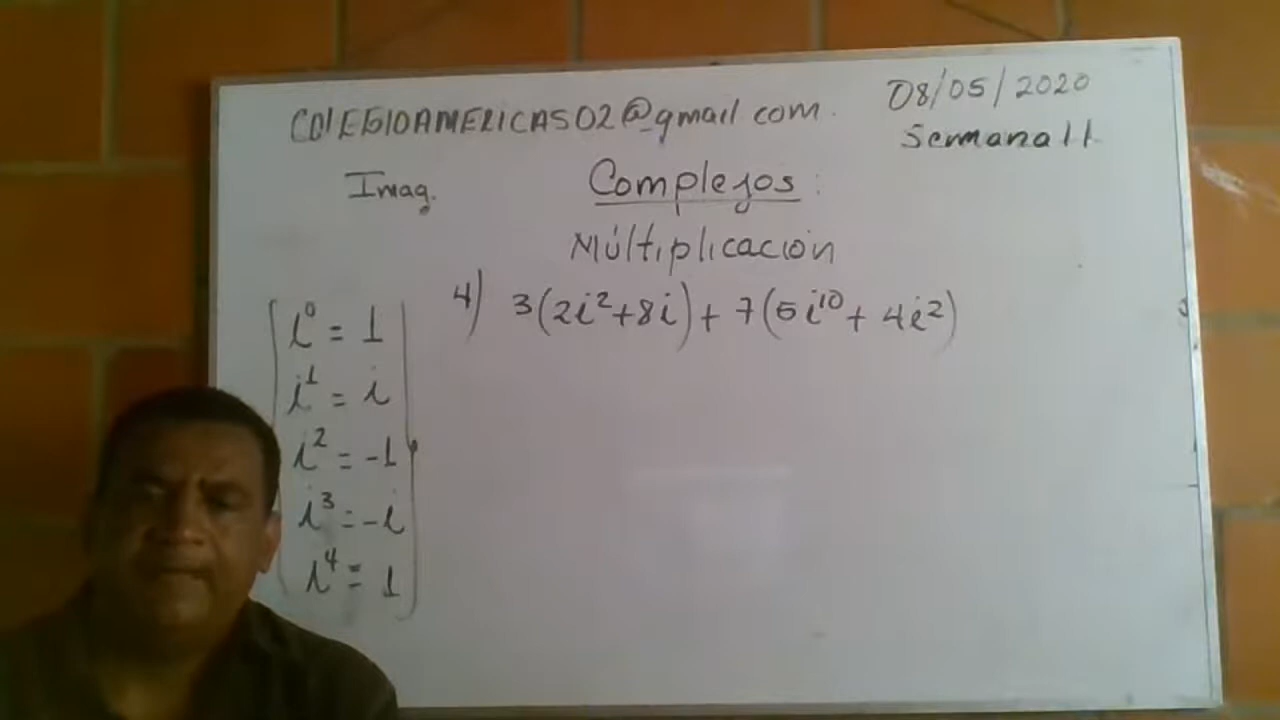 COLEGIOAMERICAS02@gmail.com.
08/05/2020
Semana 11.
Imag.
Complejos:
Múltiplicación
4) 3(2i²+8i)+7(5i¹⁰+4i²)
i⁰ = 1
i¹ = i
i² = -1
i³ = -i
i⁴ = 1